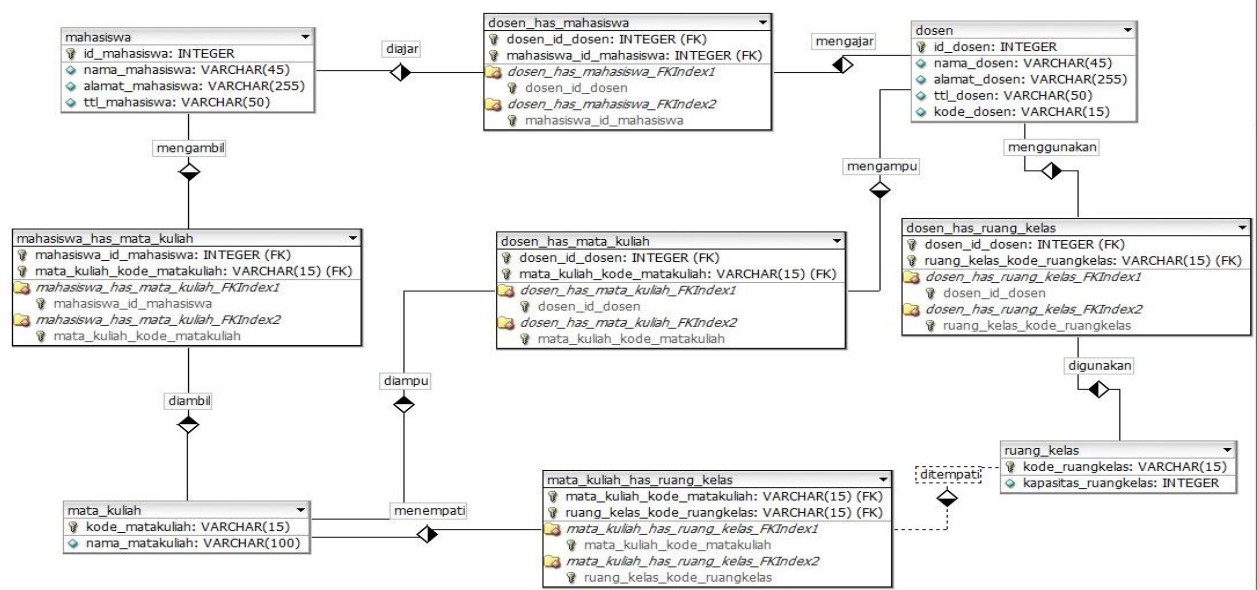 mahasiswa
id_mahasiswa: INTEGER
nama_mahasiswa: VARCHAR(45)
alamat_mahasiswa: VARCHAR(255)
ttl_mahasiswa: VARCHAR(50)
diajar
dosen_has_mahasiswa
dosen_id_dosen: INTEGER (FK)
mahasiswa_id_mahasiswa: INTEGER (FK)
dosen_has_mahasiswa_FKIndex1
dosen_id_dosen
dosen_has_mahasiswa_FKIndex2
mahasiswa_id_mahasiswa
mengajar
dosen
id_dosen: INTEGER
nama_dosen: VARCHAR(45)
alamat_dosen: VARCHAR(255)
ttl_dosen: VARCHAR(50)
kode_dosen: VARCHAR(15)
mengambil
mengampu
menggunakan
mahasiswa_has_mata_kuliah
mahasiswa_id_mahasiswa: INTEGER (FK)
mata_kuliah_kode_matakuliah: VARCHAR(15) (FK)
mahasiswa_has_mata_kuliah_FKIndex1
mahasiswa_id_mahasiswa
mahasiswa_has_mata_kuliah_FKIndex2
mata_kuliah_kode_matakuliah
dosen_has_mata_kuliah
dosen_id_dosen: INTEGER (FK)
mata_kuliah_kode_matakuliah: VARCHAR(15) (FK)
dosen_has_mata_kuliah_FKIndex1
dosen_id_dosen
dosen_has_mata_kuliah_FKIndex2
mata_kuliah_kode_matakuliah
dosen_has_ruang_kelas
dosen_id_dosen: INTEGER (FK)
ruang_kelas_kode_ruangkelas: VARCHAR(15) (FK)
dosen_has_ruang_kelas_FKIndex1
dosen_id_dosen
dosen_has_ruang_kelas_FKIndex2
ruang_kelas_kode_ruangkelas
diambil
diampu
digunakan
mata_kuliah
kode_matakuliah: VARCHAR(15)
nama_matakuliah: VARCHAR(100)
menempati
mata_kuliah_has_ruang_kelas
mata_kuliah_kode_matakuliah: VARCHAR(15) (FK)
ruang_kelas_kode_ruangkelas: VARCHAR(15) (FK)
mata_kuliah_has_ruang_kelas_FKIndex1
mata_kuliah_kode_matakuliah
mata_kuliah_has_ruang_kelas_FKIndex2
ruang_kelas_kode_ruangkelas
ditempati
ruang_kelas
kode_ruangkelas: VARCHAR(15)
kapasitas_ruangkelas: INTEGER